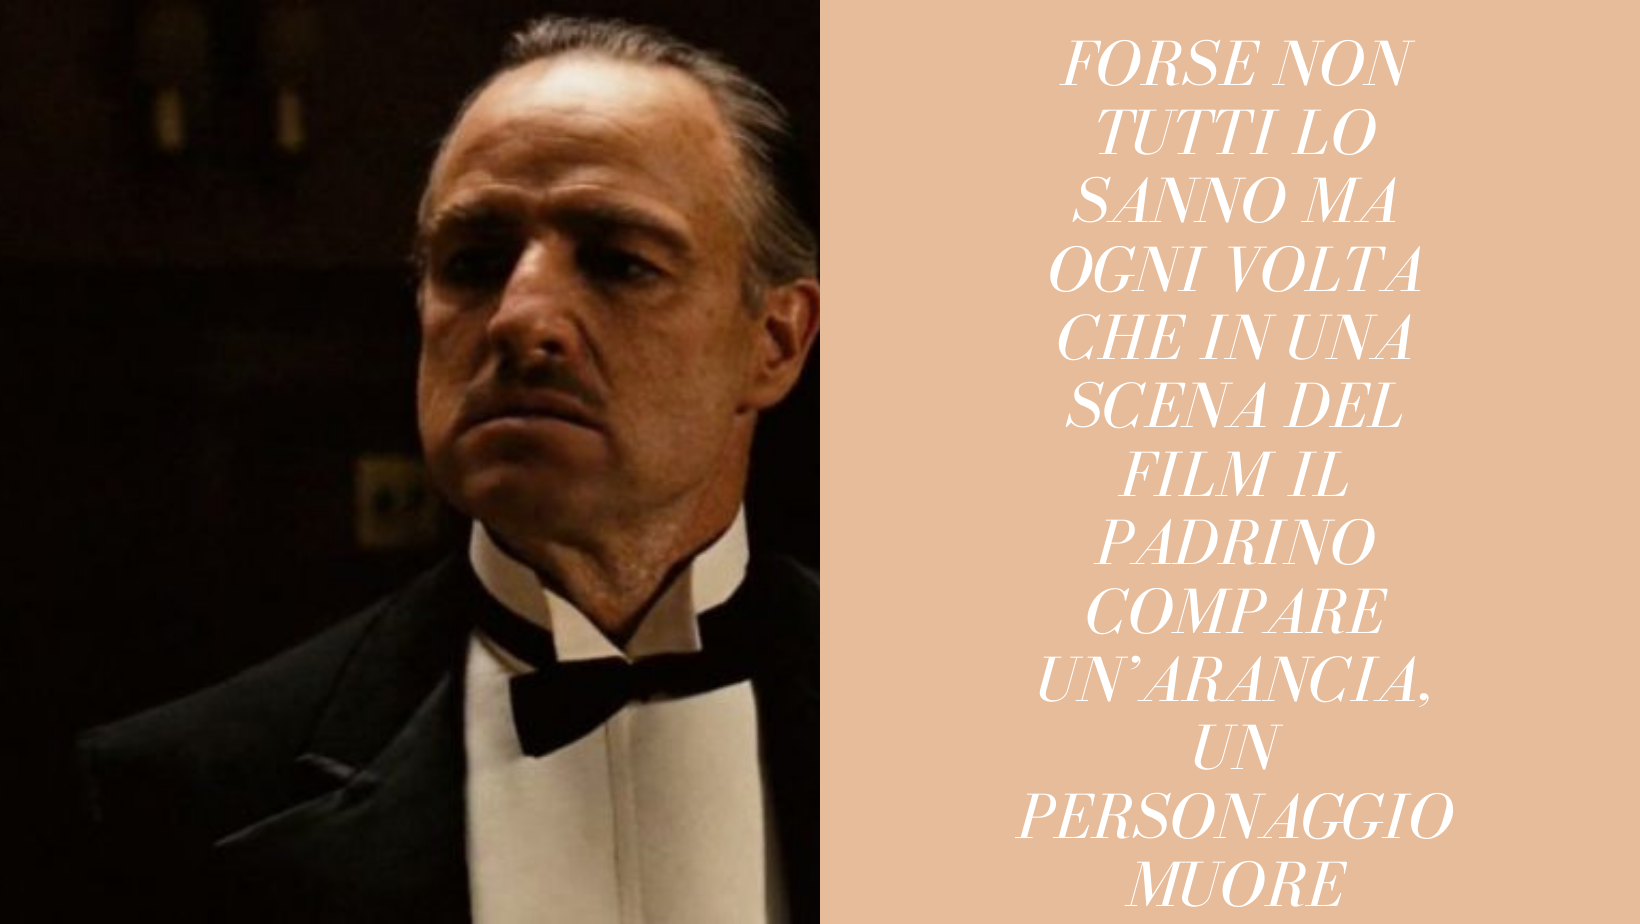 FORSE NON
TUTTI LO
SANNO MA
OGNI VOLTA
CHE IN UNA
SCENA DEL
FILM IL
PADRINO
COMPARE
UN’ARANCIA,
UN
PERSONAGGIO
MUORE